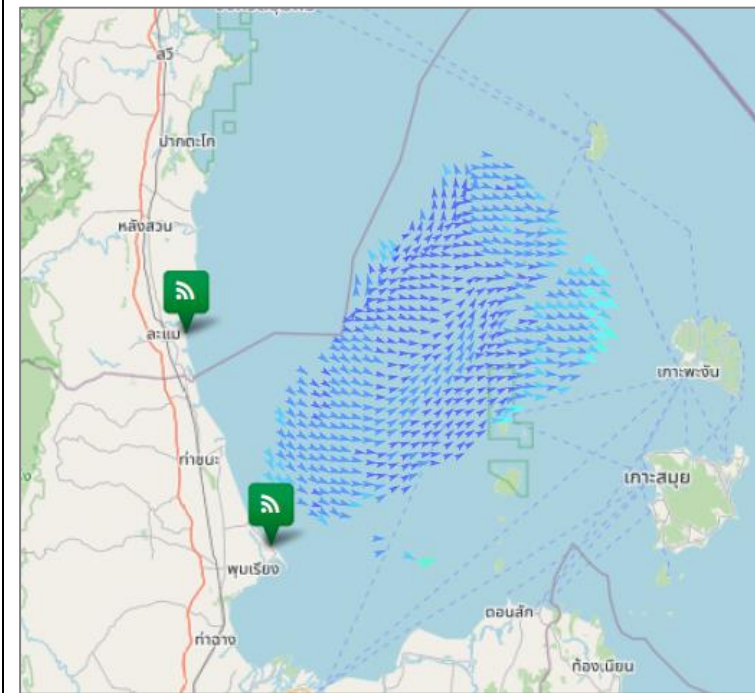 สวี
ปากตะโก
หลังสวน
ละแม
เกาะพะงัน
ท่าชนะ
เกาะสมุย
พุมเรียง
ดอนสัก
ท่าฉาง
ท้องเนียน